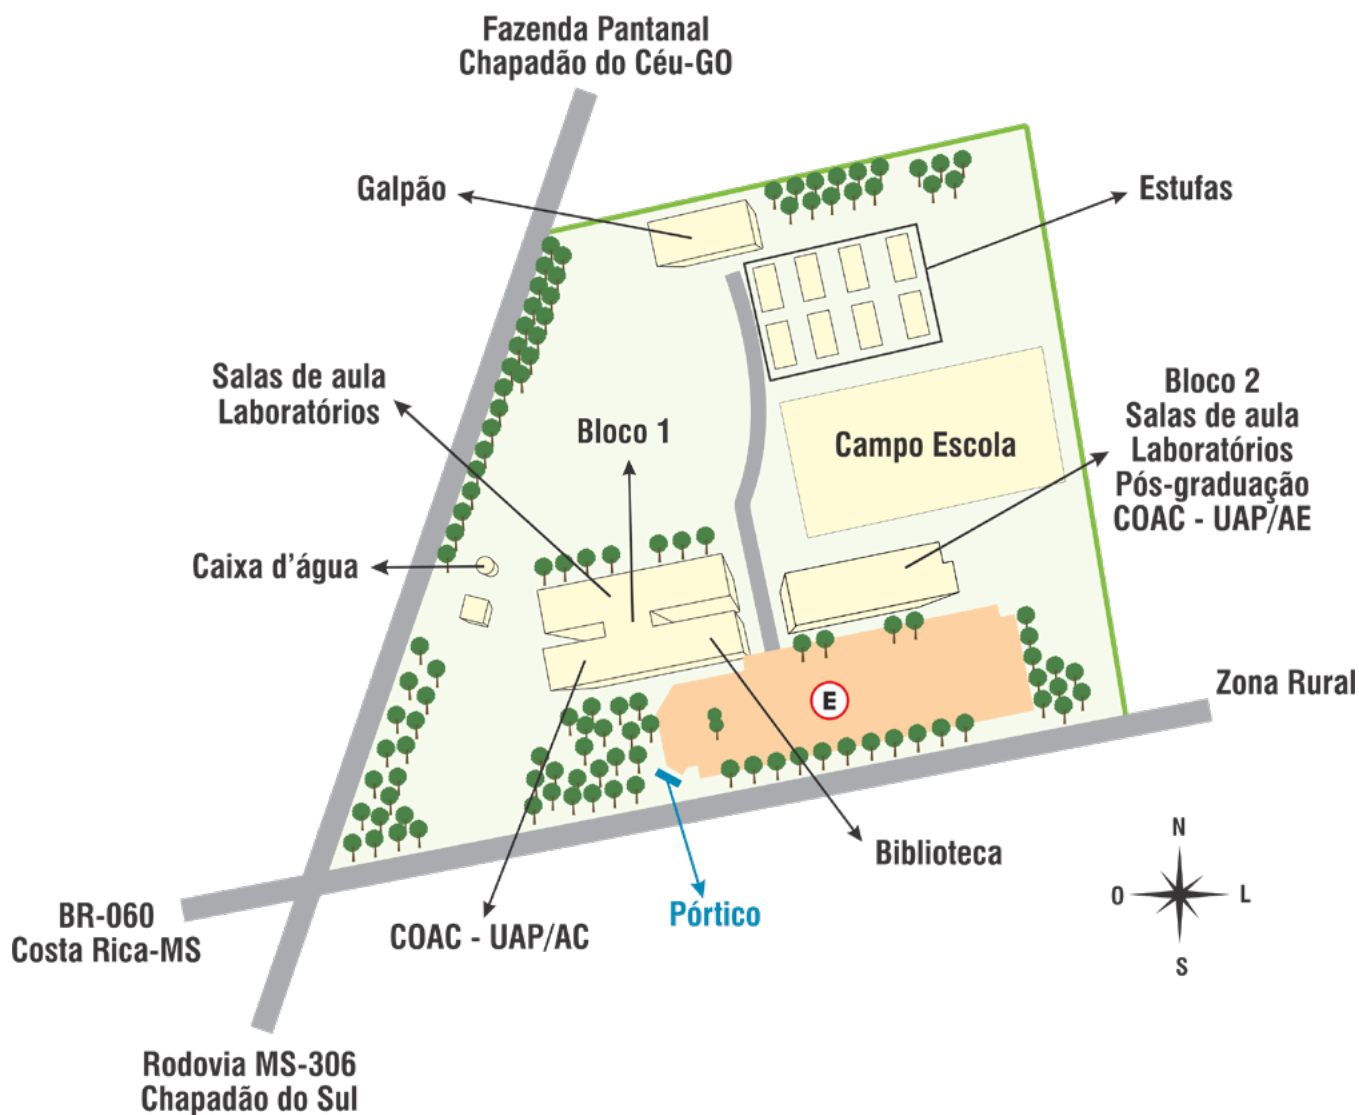 Fazenda Pantanal
Chapadão do Céu-GO
Galpão
Estufas
Salas de aula
Laboratórios
Bloco 1
Campo Escola
Bloco 2
Salas de aula
Laboratórios
Pós-graduação
COAC - UAP/AE
Caixa d'água
Zona Rural
E
Biblioteca
Pórtico
COAC - UAP/AC
BR-060
Costa Rica-MS
Rodovia MS-306
Chapadão do Sul
N
O
L
S